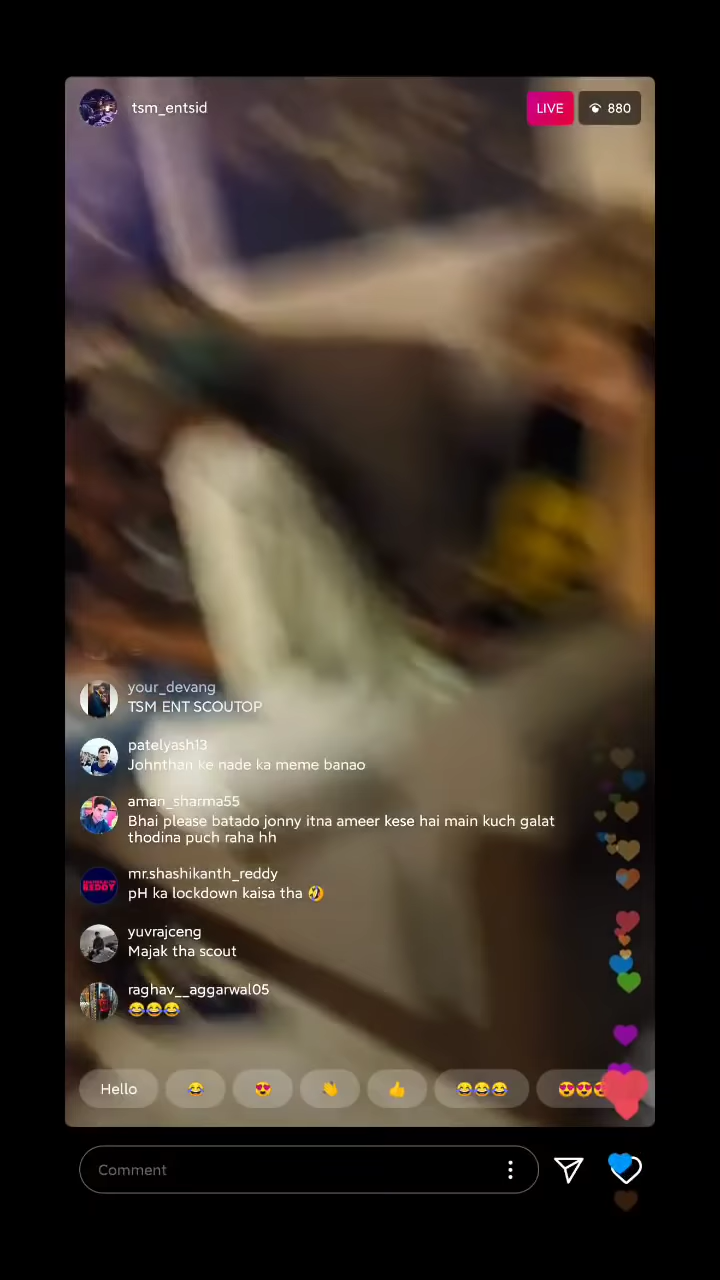 tsm_entsid
LIVE
880
your_devang
TSM ENT SCOUTOP
patelyash13
Johnthan ke nade ka meme banao
aman_sharma55
Bhai please batado jonny itna ameer kese hai main kuch galat
thodina puch raha hh
mr.shashikanth_reddy
pH ka lockdown kaisa tha 🤣
yuvrajceng
Majak tha scout
raghav__aggarwal05
😂😂😂
Hello 😂 😍 👏 👍 😂😂😂 😍😍😍
Comment